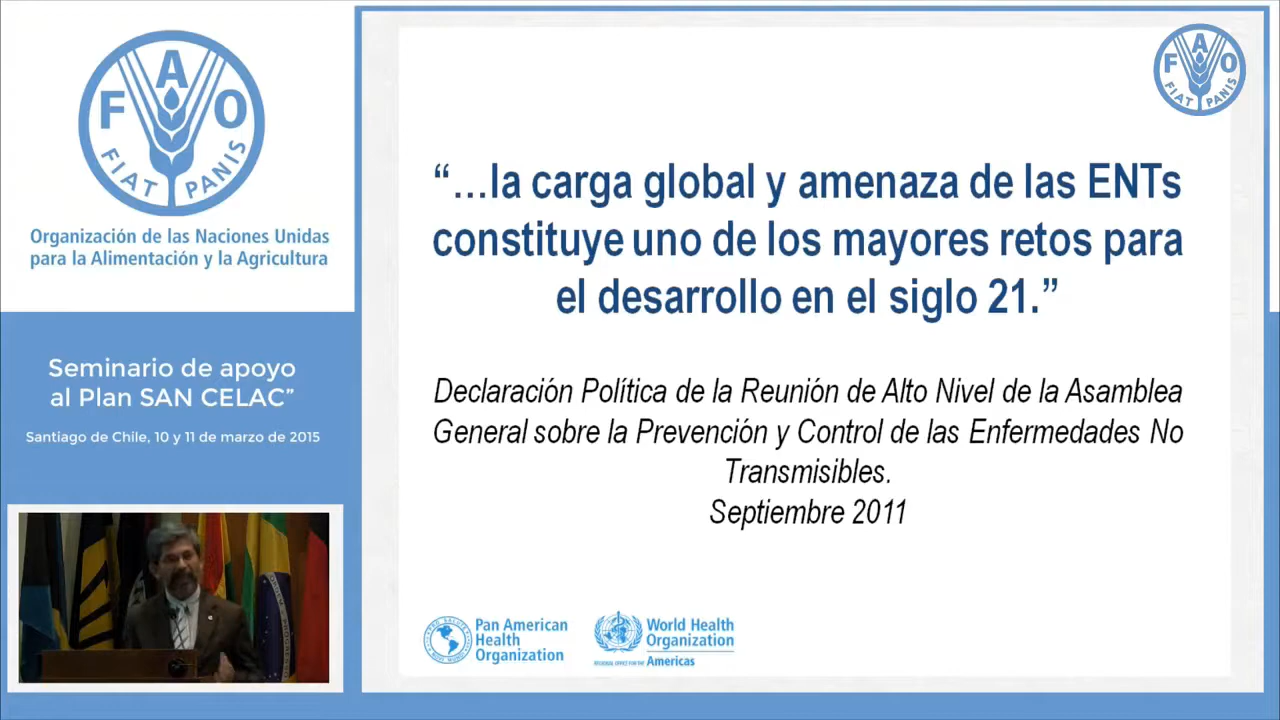 FAO
FIAT PANIS
Organización de las Naciones Unidas
para la Alimentación y la Agricultura
Seminario de apoyo
al Plan SAN CELAC”
Santiago de Chile, 10 y 11 de marzo de 2015
FAO
FIAT PANIS
“...la carga global y amenaza de las ENTs
constituye uno de los mayores retos para
el desarrollo en el siglo 21.”
Declaración Política de la Reunión de Alto Nivel de la Asamblea
General sobre la Prevención y Control de las Enfermedades No
Transmisibles.
Septiembre 2011
Pan American
Health
Organization
World Health
Organization
REGIONAL OFFICE FOR THE Americas